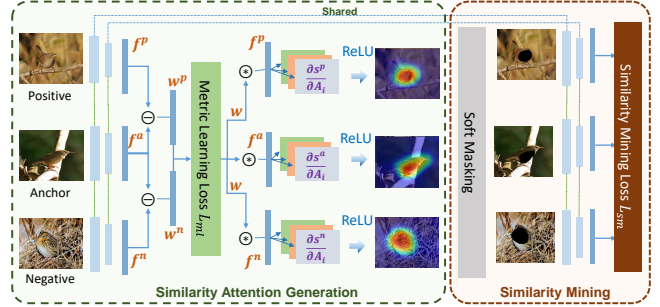 Shared
f^p
Positive
w^p
f^a
Anchor
w^n
f^n
Negative
Metric Learning Loss L_ml
w
w
f^p
∂s^p
∂A_i
ReLU
f^a
∂s^a
∂A_i
ReLU
f^n
∂s^n
∂A_i
ReLU
Similarity Attention Generation
Soft Masking
Similarity Mining Loss L_sm
Similarity Mining